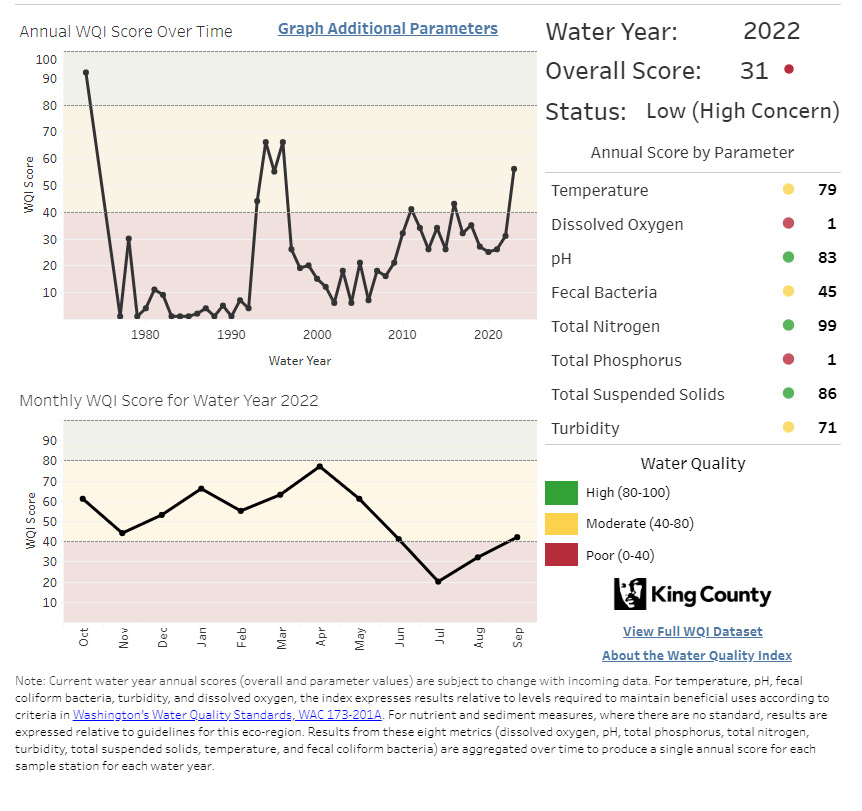 Annual WQI Score Over Time
Graph Additional Parameters
100
90
80
70
60
50
40
30
20
10
WQI Score
1980 1990 2000 2010 2020
Water Year
Monthly WQI Score for Water Year 2022
90
80
70
60
50
40
30
20
10
WQI Score
Oct Nov Dec Jan Feb Mar Apr May Jun Jul Aug Sep
Water Year: 2022
Overall Score: 31
Status: Low (High Concern)
Annual Score by Parameter
Temperature 79
Dissolved Oxygen 1
pH 83
Fecal Bacteria 45
Total Nitrogen 99
Total Phosphorus 1
Total Suspended Solids 86
Turbidity 71
Water Quality
High (80-100)
Moderate (40-80)
Poor (0-40)
King County
View Full WQI Dataset
About the Water Quality Index
Note: Current water year annual scores (overall and parameter values) are subject to change with incoming data. For temperature, pH, fecal
coliform bacteria, turbidity, and dissolved oxygen, the index expresses results relative to levels required to maintain beneficial uses according to
criteria in Washington's Water Quality Standards, WAC 173-201A. For nutrient and sediment measures, where there are no standard, results are
expressed relative to guidelines for this eco-region. Results from these eight metrics (dissolved oxygen, pH, total phosphorus, total nitrogen,
turbidity, total suspended solids, temperature, and fecal coliform bacteria) are aggregated over time to produce a single annual score for each
sample station for each water year.